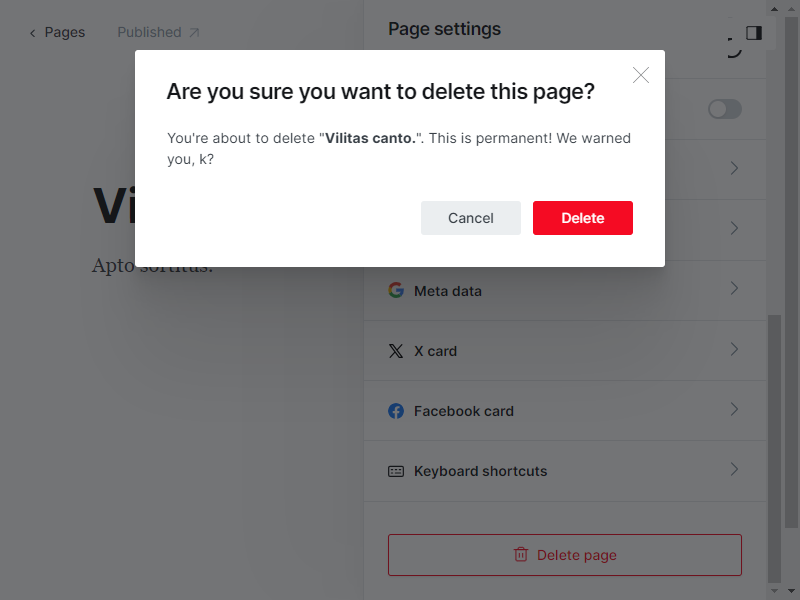 Pages
Published
Page settings
Are you sure you want to delete this page?
You're about to delete "Vilitas canto.". This is permanent! We warned
you, k?
Cancel
Delete
Vi
Apto sortitus.
Meta data
X card
Facebook card
Keyboard shortcuts
Delete page